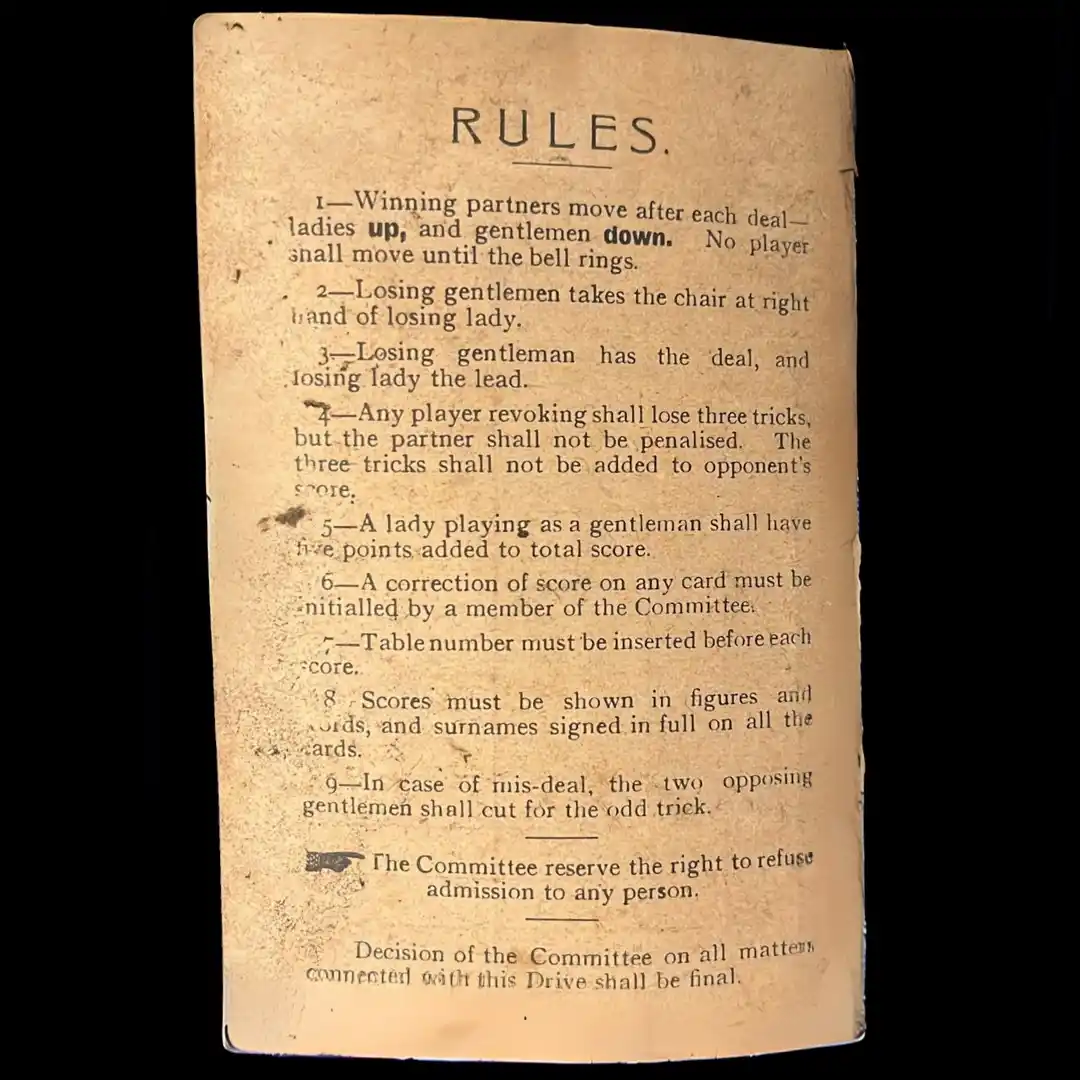 RULES.
1—Winning partners move after each deal—
ladies up, and gentlemen down. No player
shall move until the bell rings.
2—Losing gentlemen takes the chair at right
hand of losing lady.
3—Losing gentleman has the deal, and
losing lady the lead.
4—Any player revoking shall lose three tricks,
but the partner shall not be penalised. The
three tricks shall not be added to opponent's
score.
5—A lady playing as a gentleman shall have
five points added to total score.
6—A correction of score on any card must be
initialled by a member of the Committee.
7—Table number must be inserted before each
score.
8—Scores must be shown in figures and
words, and surnames signed in full on all the
cards.
9—In case of mis-deal, the two opposing
gentlemen shall cut for the odd trick.
The Committee reserve the right to refuse
admission to any person.
Decision of the Committee on all matters
connected with this Drive shall be final.